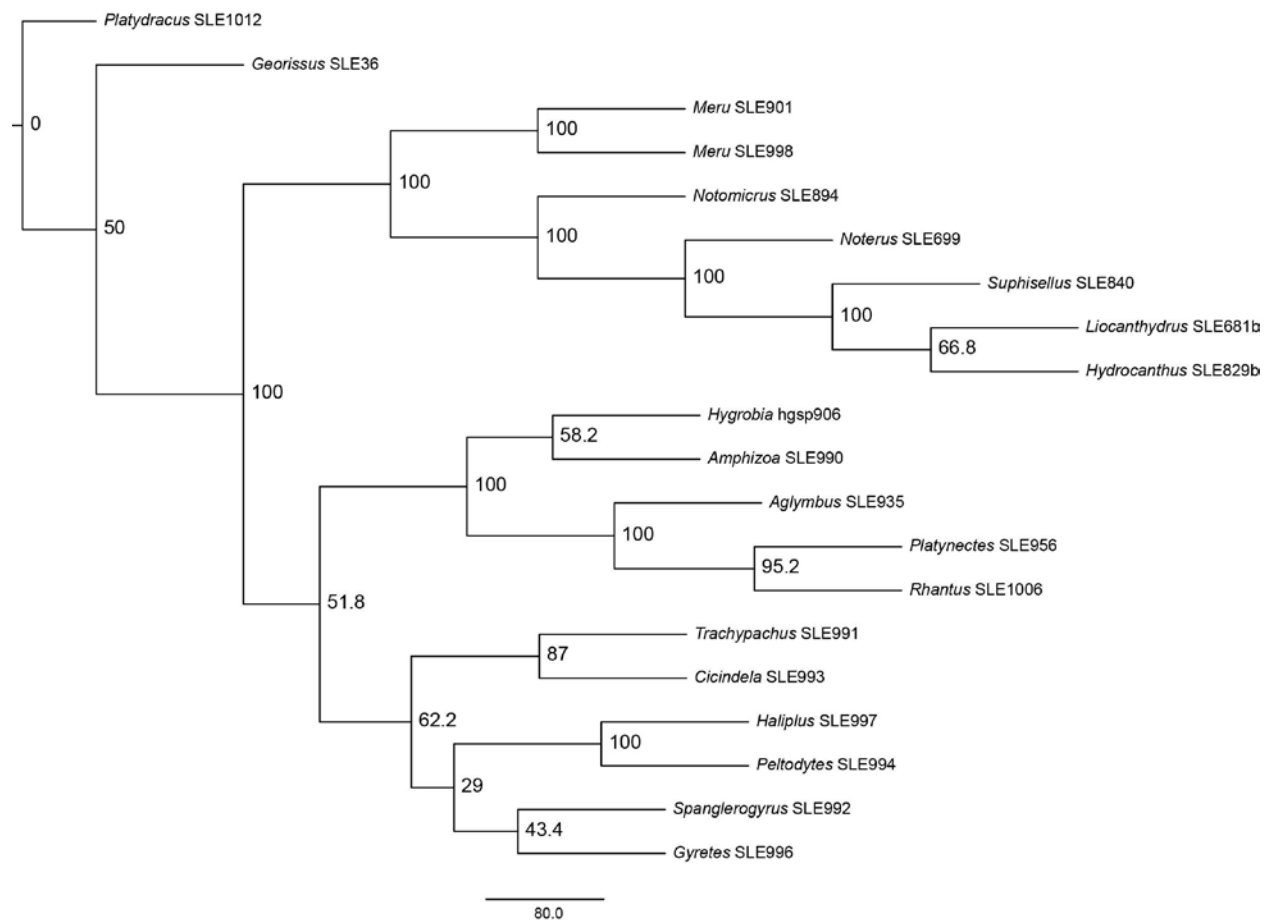 Platydracus SLE1012
Georissus SLE36
0
Meru SLE901
100
Meru SLE998
100
Notomicrus SLE894
50
100
Noterus SLE699
100
Suphisellus SLE840
100
Liocanthydrus SLE681b
66.8
Hydrocanthus SLE829b
100
Hygrobia hgsp906
58.2
Amphizoa SLE990
100
Aglymbus SLE935
100
Platynectes SLE956
95.2
Rhantus SLE1006
51.8
Trachypachus SLE991
87
Cicindela SLE993
62.2
Haliplus SLE997
100
Peltodytes SLE994
29
Spanglerogyrus SLE992
43.4
Gyretes SLE996
80.0